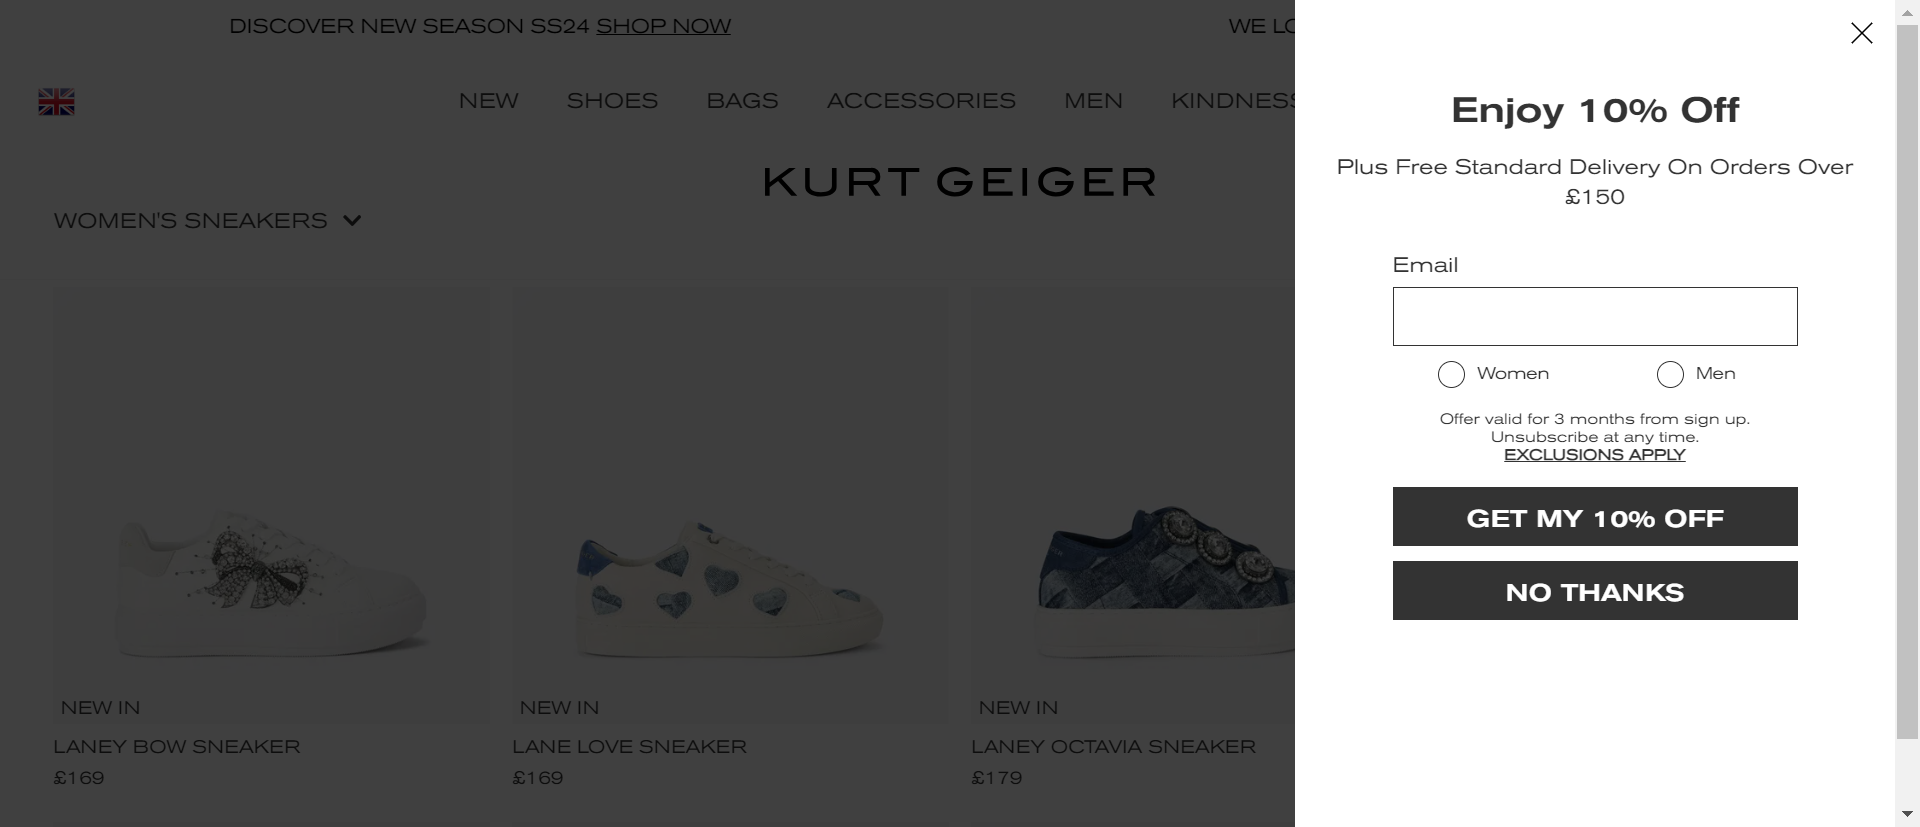 DISCOVER NEW SEASON SS24 SHOP NOW
WE LO
NEW SHOES BAGS ACCESSORIES MEN KINDNESS
KURT GEIGER
WOMEN'S SNEAKERS
NEW IN
LANEY BOW SNEAKER
£169
NEW IN
LANE LOVE SNEAKER
£169
NEW IN
LANEY OCTAVIA SNEAKER
£179
Enjoy 10% Off
Plus Free Standard Delivery On Orders Over
£150
Email
Women Men
Offer valid for 3 months from sign up.
Unsubscribe at any time.
EXCLUSIONS APPLY
GET MY 10% OFF
NO THANKS